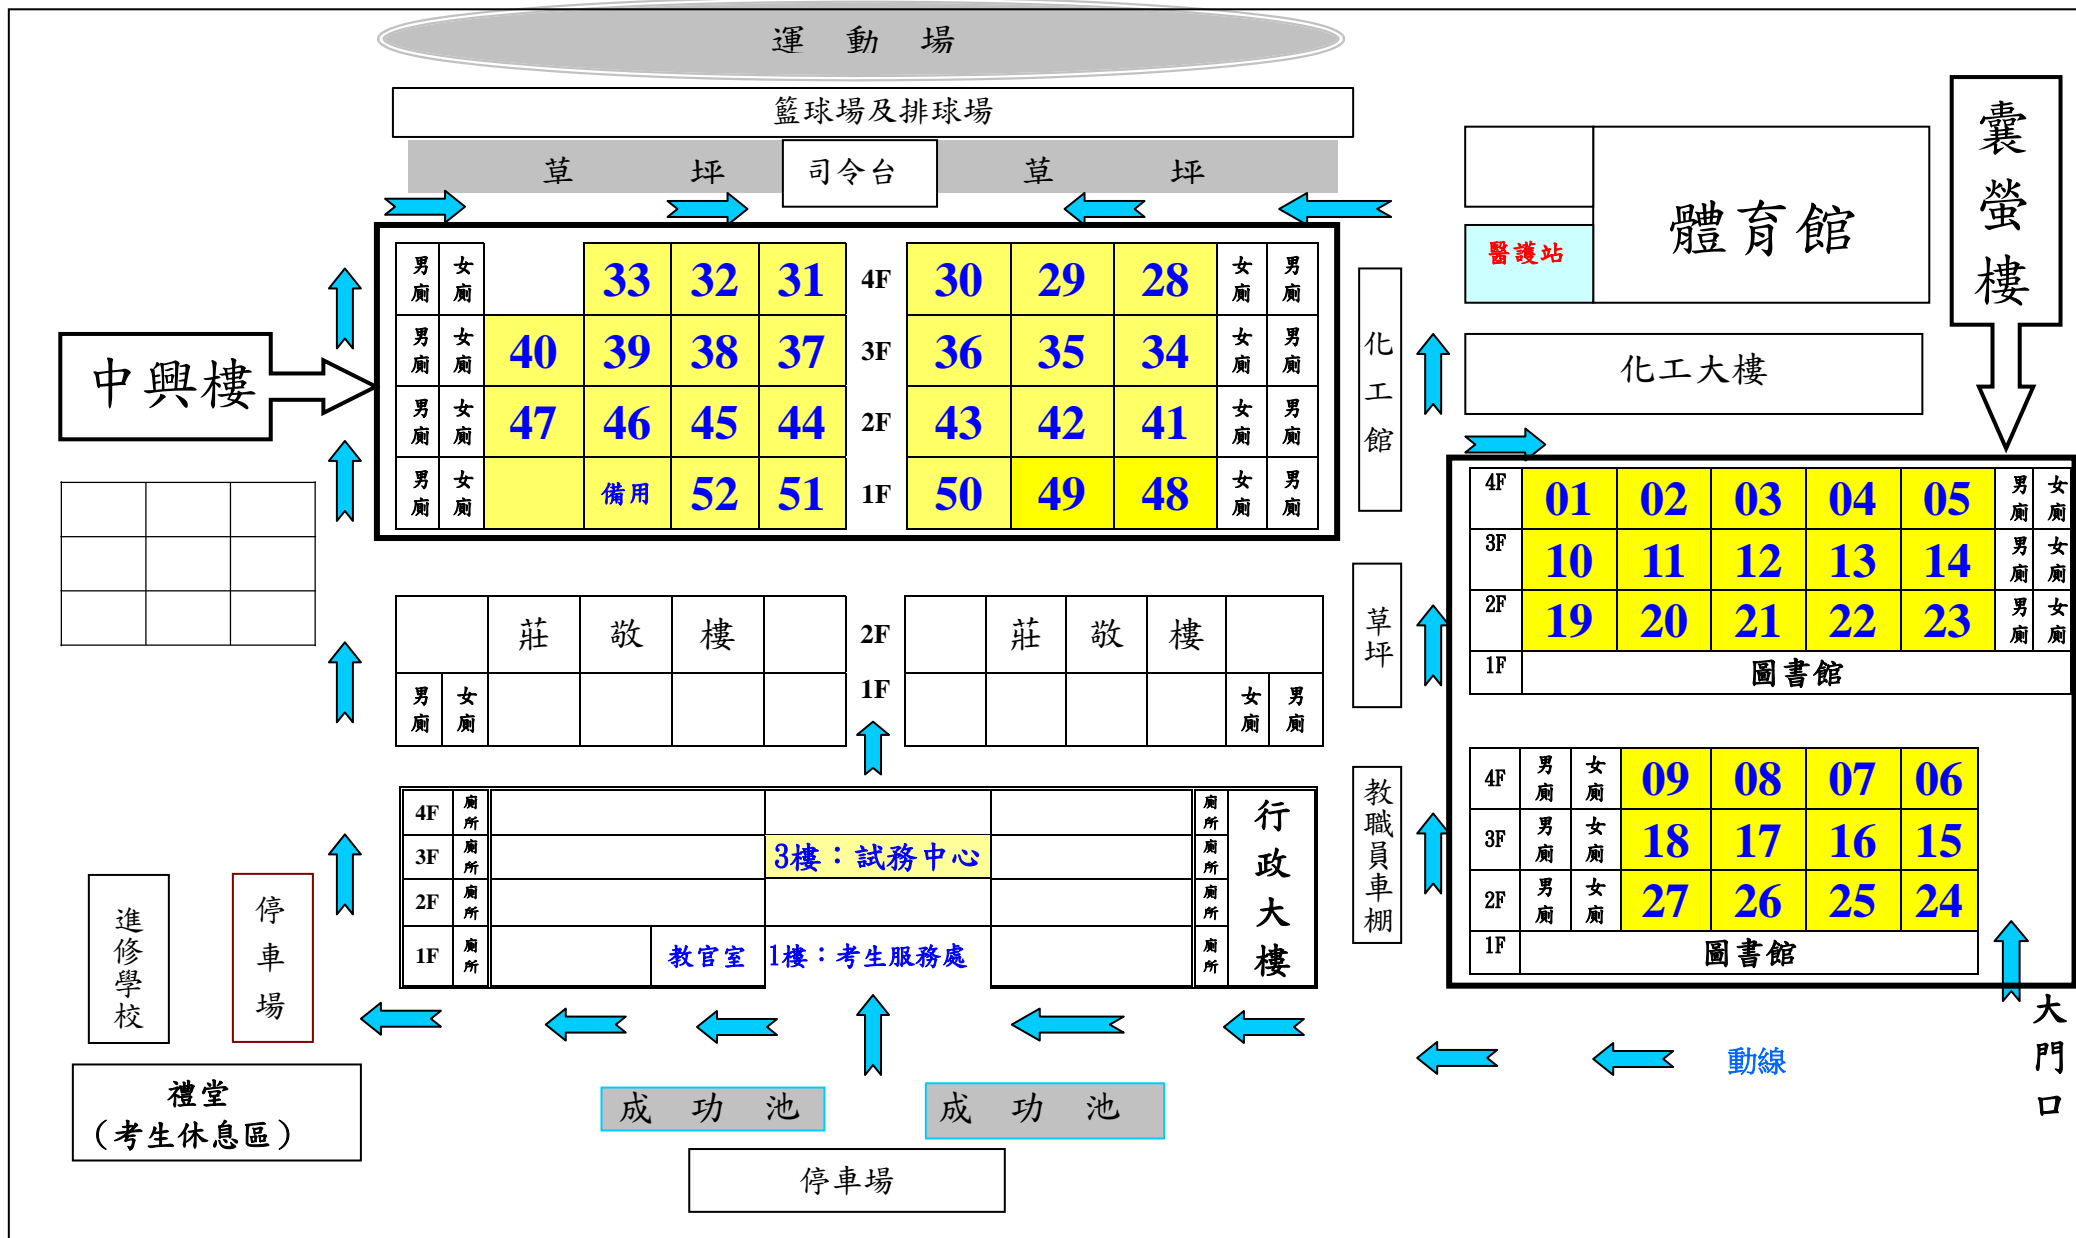 運 動 場
籃球場及排球場
草 坪 司令台 草 坪
囊螢樓
體育館
醫護站
男廁 女廁 33 32 31 4F 30 29 28 女廁 男廁
男廁 女廁 40 39 38 37 3F 36 35 34 女廁 男廁
男廁 女廁 47 46 45 44 2F 43 42 41 女廁 男廁
男廁 女廁 備用 52 51 1F 50 49 48 女廁 男廁
中興樓
化工館
化工大樓
4F 01 02 03 04 05 男廁 女廁
3F 10 11 12 13 14 男廁 女廁
2F 19 20 21 22 23 男廁 女廁
1F 圖書館
莊 敬 樓 2F 莊 敬 樓
男廁 女廁 1F 女廁 男廁
草坪
4F 男廁 女廁 09 08 07 06
3F 男廁 女廁 18 17 16 15
2F 男廁 女廁 27 26 25 24
1F 圖書館
教職員車棚
4F 廁所 廁所
3F 廁所 3樓：試務中心 廁所
2F 廁所 廁所
1F 廁所 教官室 1樓：考生服務處 廁所
行政大樓
進修學校
停車場
大門口
動線
禮堂
（考生休息區）
成 功 池 成 功 池
停車場